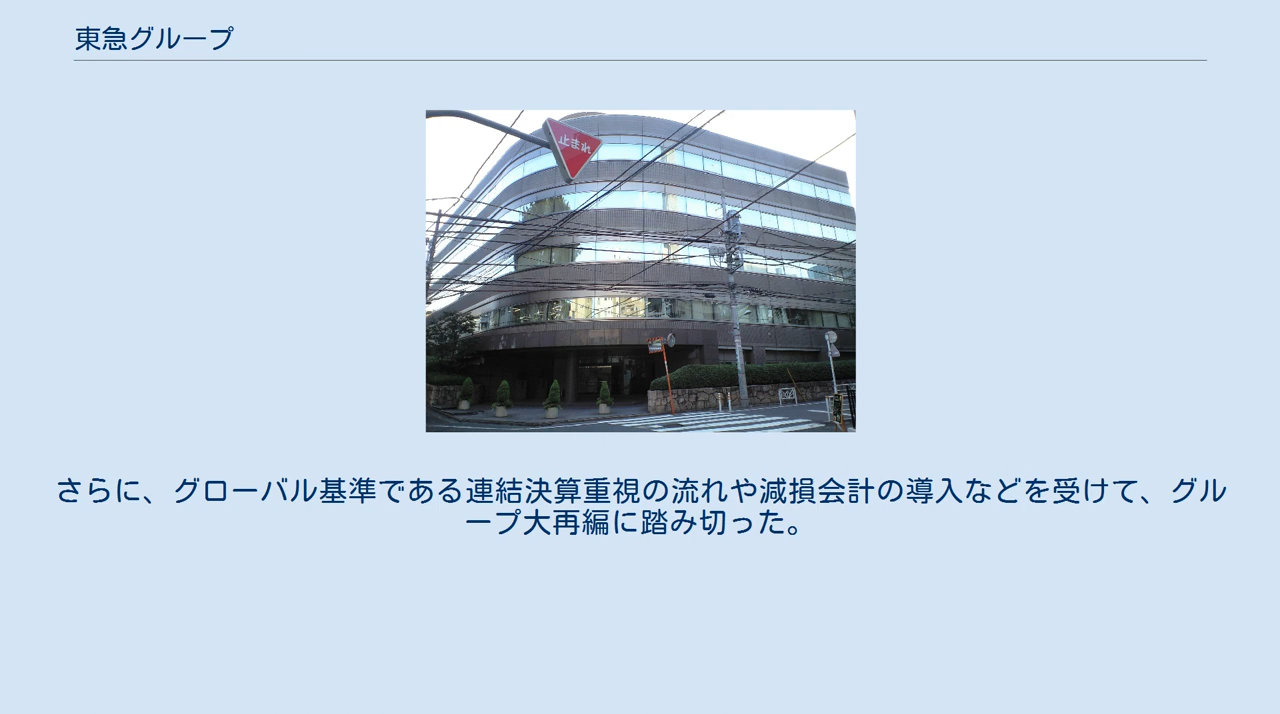 東急グループ
止まれ
さらに、グローバル基準である連結決算重視の流れや減損会計の導入などを受けて、グル
ープ大再編に踏み切った。